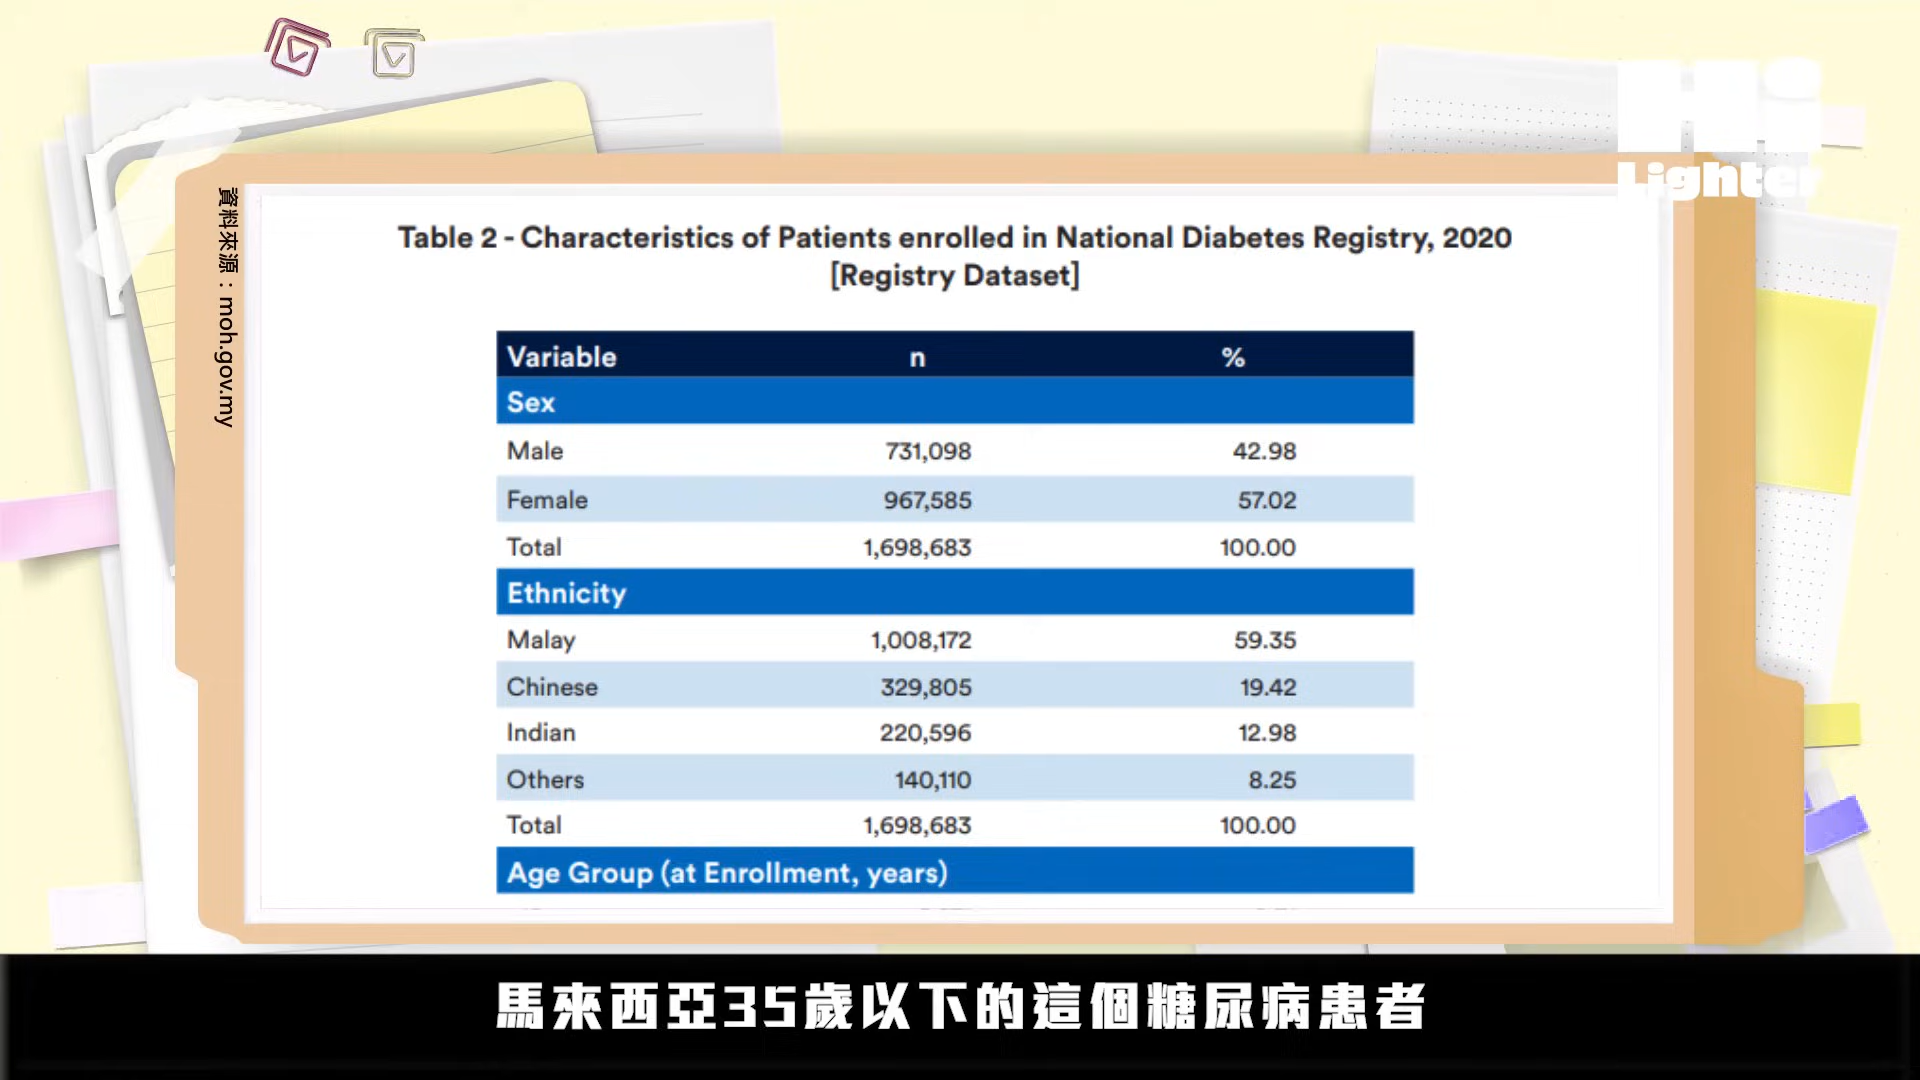 Lighter
資料來源：moh.gov.my
Table 2 - Characteristics of Patients enrolled in National Diabetes Registry, 2020
[Registry Dataset]
Variable n %
Sex
Male 731,098 42.98
Female 967,585 57.02
Total 1,698,683 100.00
Ethnicity
Malay 1,008,172 59.35
Chinese 329,805 19.42
Indian 220,596 12.98
Others 140,110 8.25
Total 1,698,683 100.00
Age Group (at Enrollment, years)
馬來西亞35歲以下的這個糖尿病患者